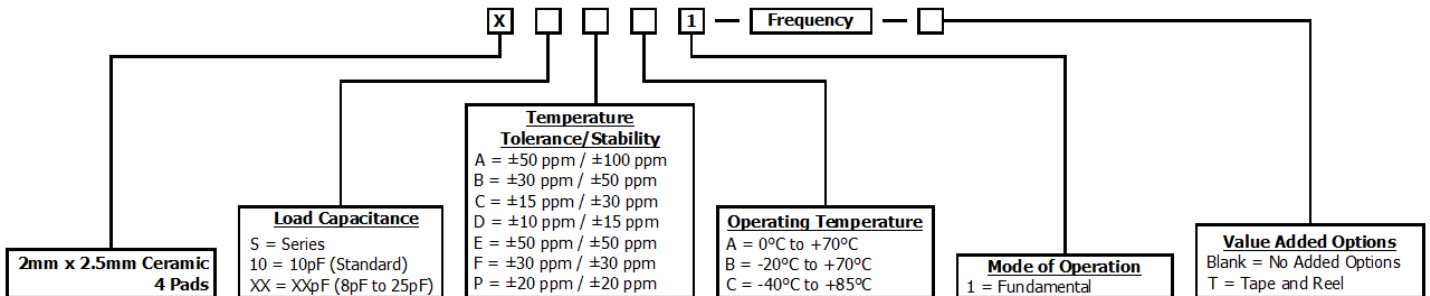 X 1 Frequency
Temperature
Tolerance/Stability
A = ±50 ppm / ±100 ppm
B = ±30 ppm / ±50 ppm
C = ±15 ppm / ±30 ppm
D = ±10 ppm / ±15 ppm
E = ±50 ppm / ±50 ppm
F = ±30 ppm / ±30 ppm
P = ±20 ppm / ±20 ppm
Load Capacitance
S = Series
10 = 10pF (Standard)
XX = XXpF (8pF to 25pF)
Operating Temperature
A = 0ºC to +70ºC
B = -20ºC to +70ºC
C = -40ºC to +85ºC
2mm x 2.5mm Ceramic
4 Pads
Mode of Operation
1 = Fundamental
Value Added Options
Blank = No Added Options
T = Tape and Reel